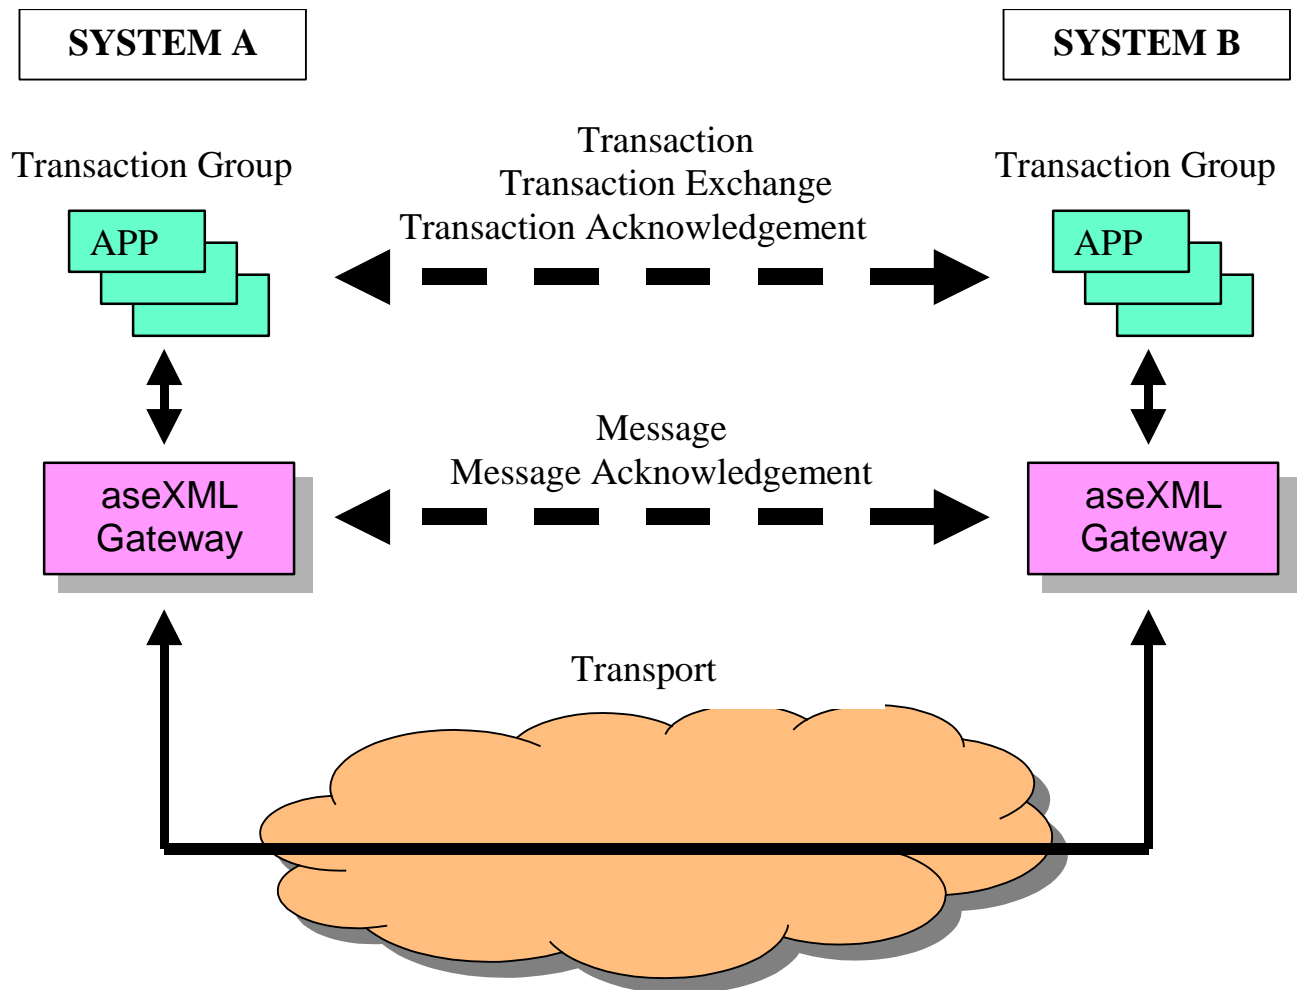 SYSTEM A
SYSTEM B
Transaction
Transaction Exchange
Transaction Acknowledgement
Transaction Group
Transaction Group
APP
APP
Message
Message Acknowledgement
aseXML
Gateway
aseXML
Gateway
Transport